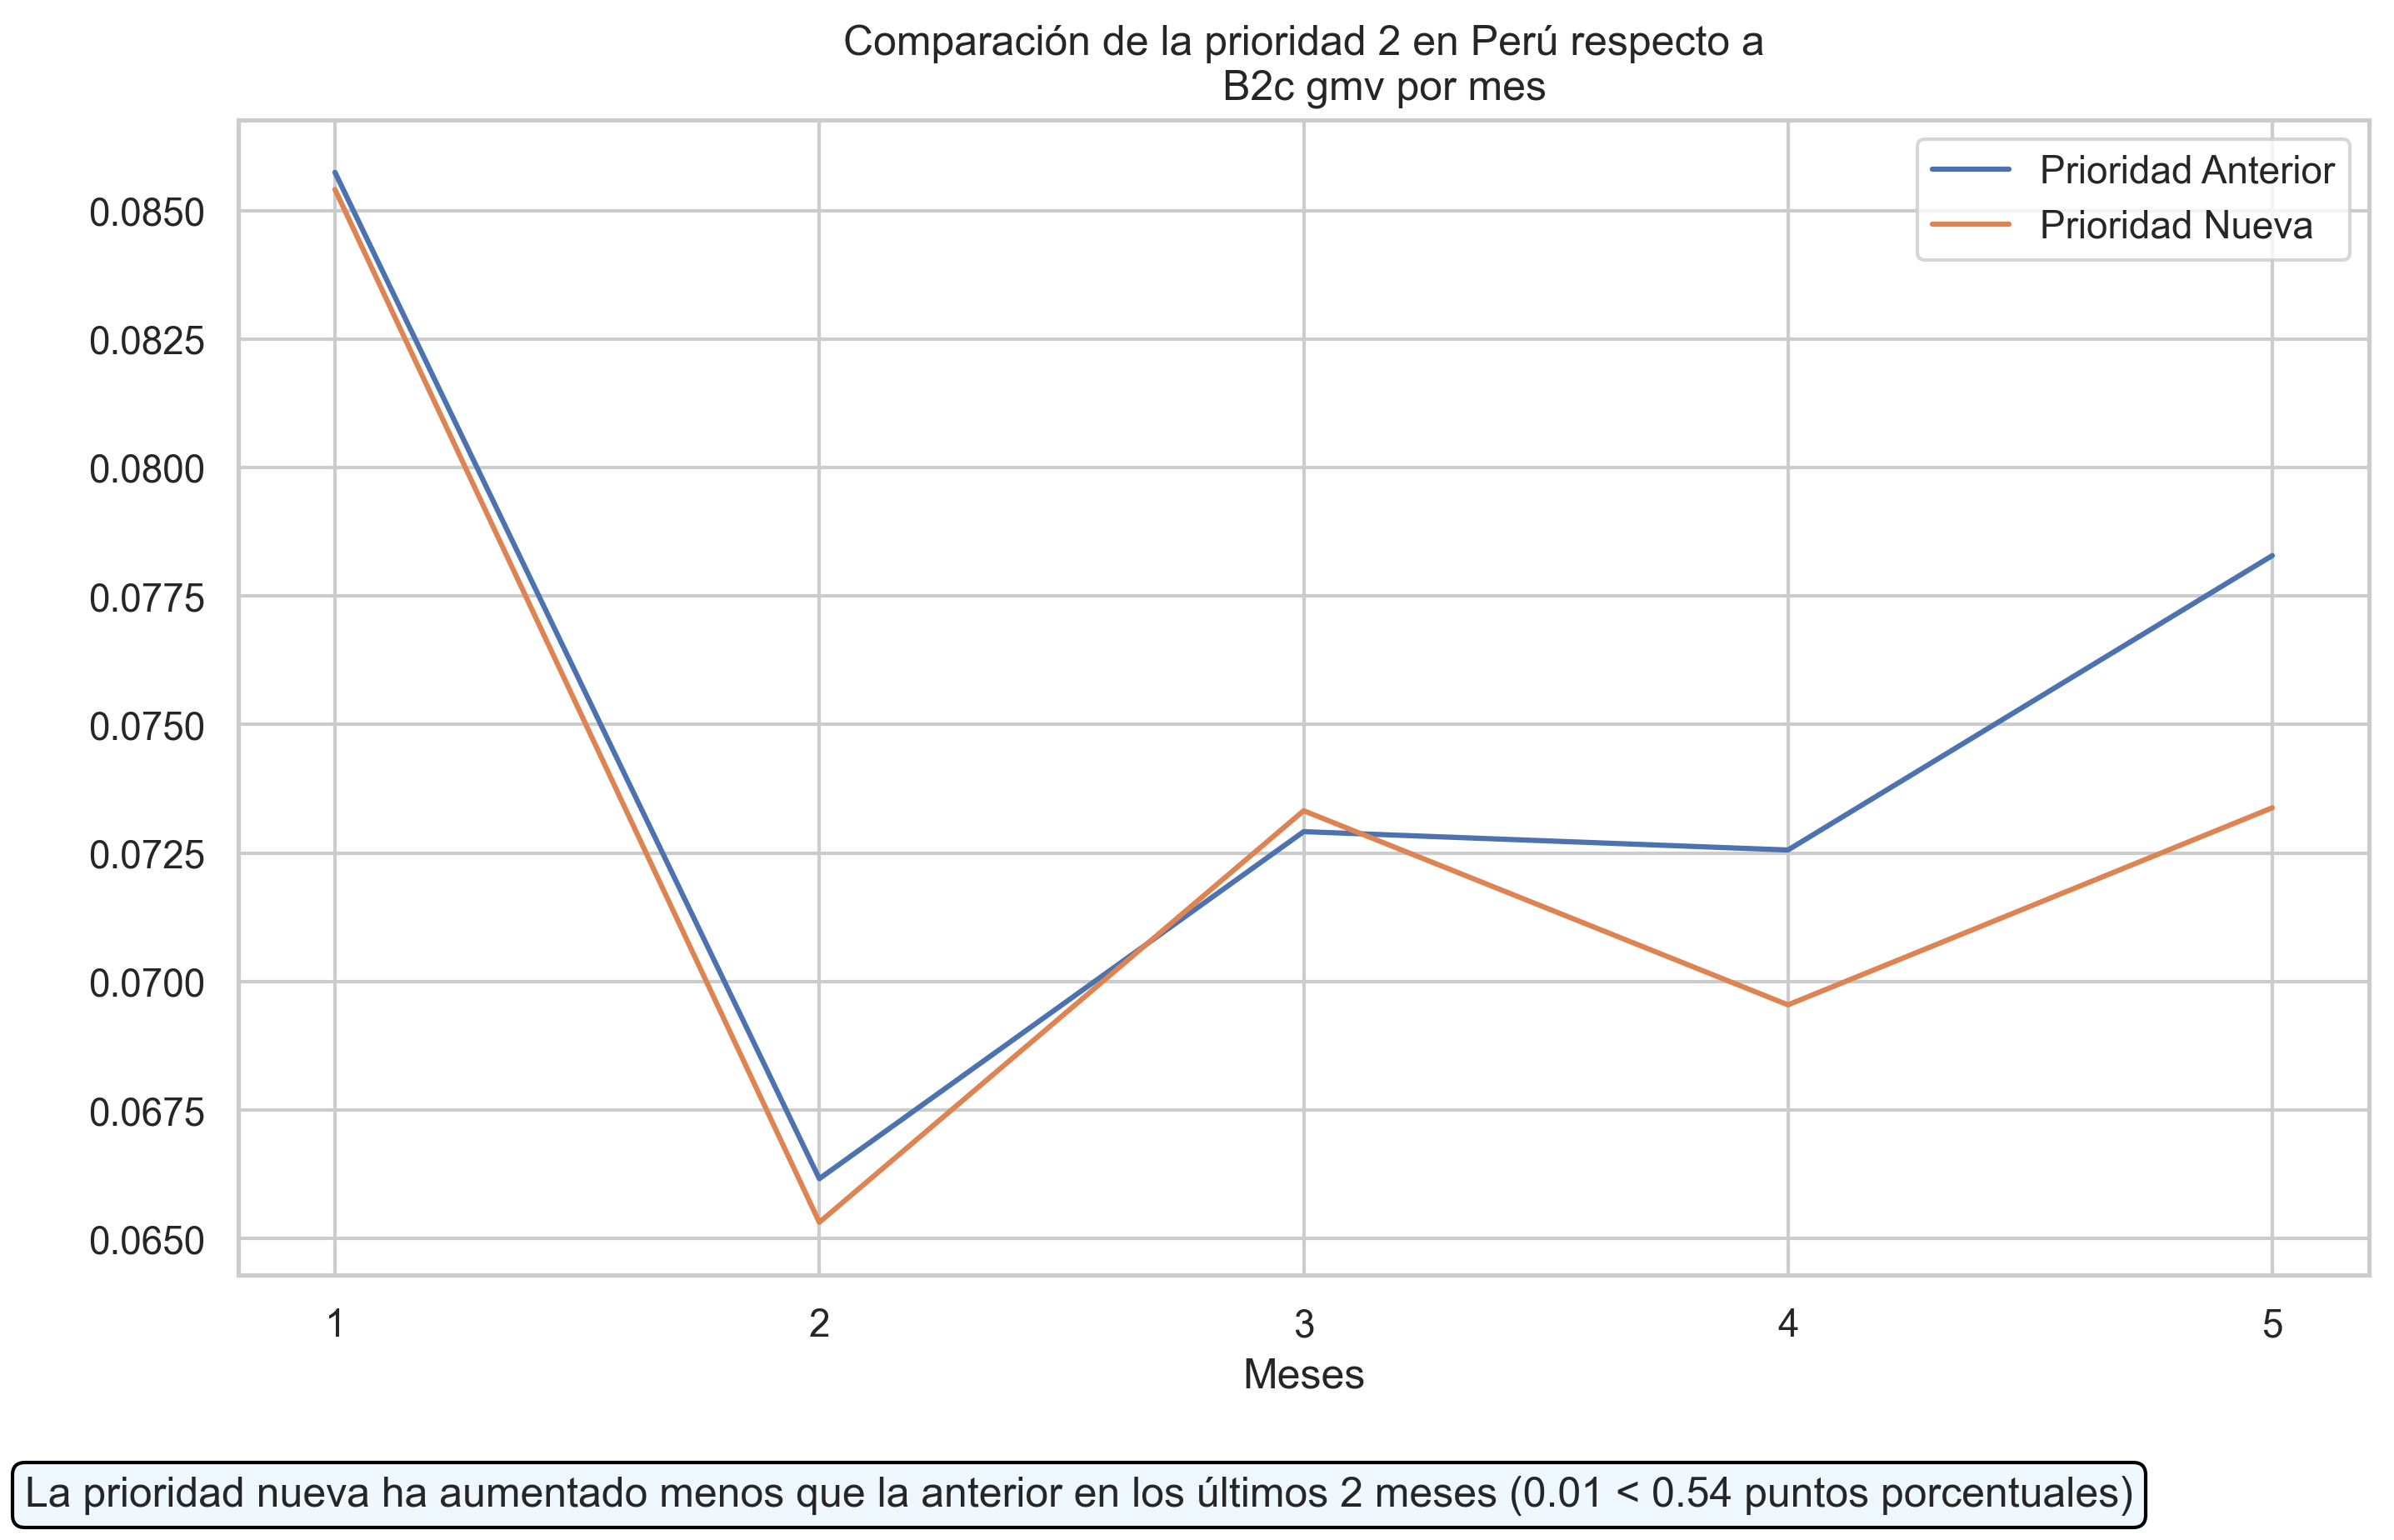 Comparación de la prioridad 2 en Perú respecto a
B2c gmv por mes
Prioridad Anterior
Prioridad Nueva
0.0850
0.0825
0.0800
0.0775
0.0750
0.0725
0.0700
0.0675
0.0650
1 2 3 4 5
Meses
La prioridad nueva ha aumentado menos que la anterior en los últimos 2 meses (0.01 < 0.54 puntos porcentuales)